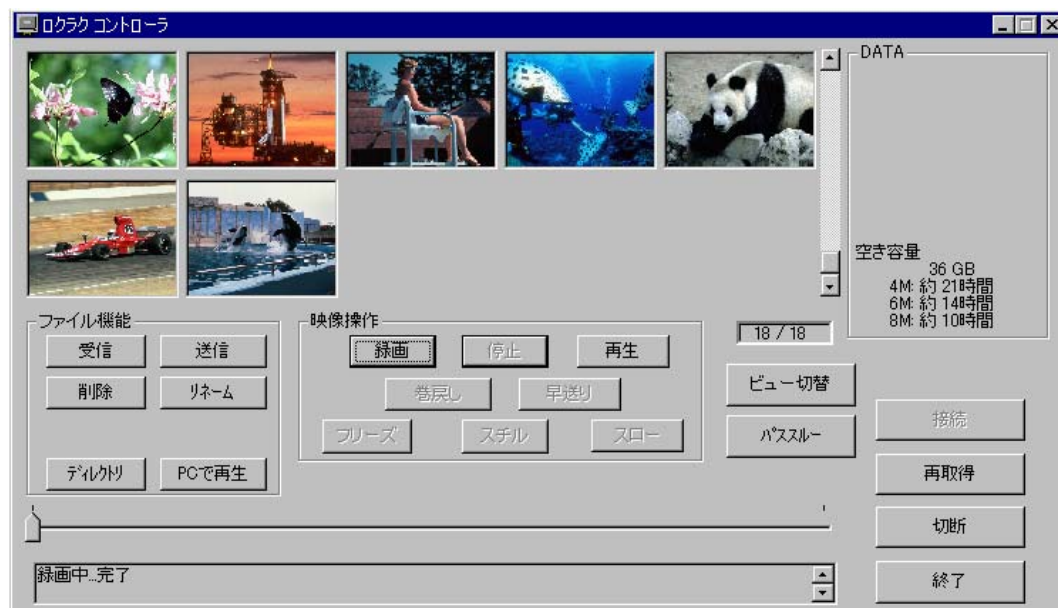 ロクラク コントローラ
DATA
空き容量
36 GB
4M: 約 21時間
6M: 約 14時間
8M: 約 10時間
ファイル機能
受信
送信
削除
リネーム
ディレクトリ
PCで再生
映像操作
録画
停止
再生
巻戻し
早送り
フリーズ
スチル
スロー
18 / 18
ビュー切替
パススルー
接続
再取得
切断
終了
録画中...完了